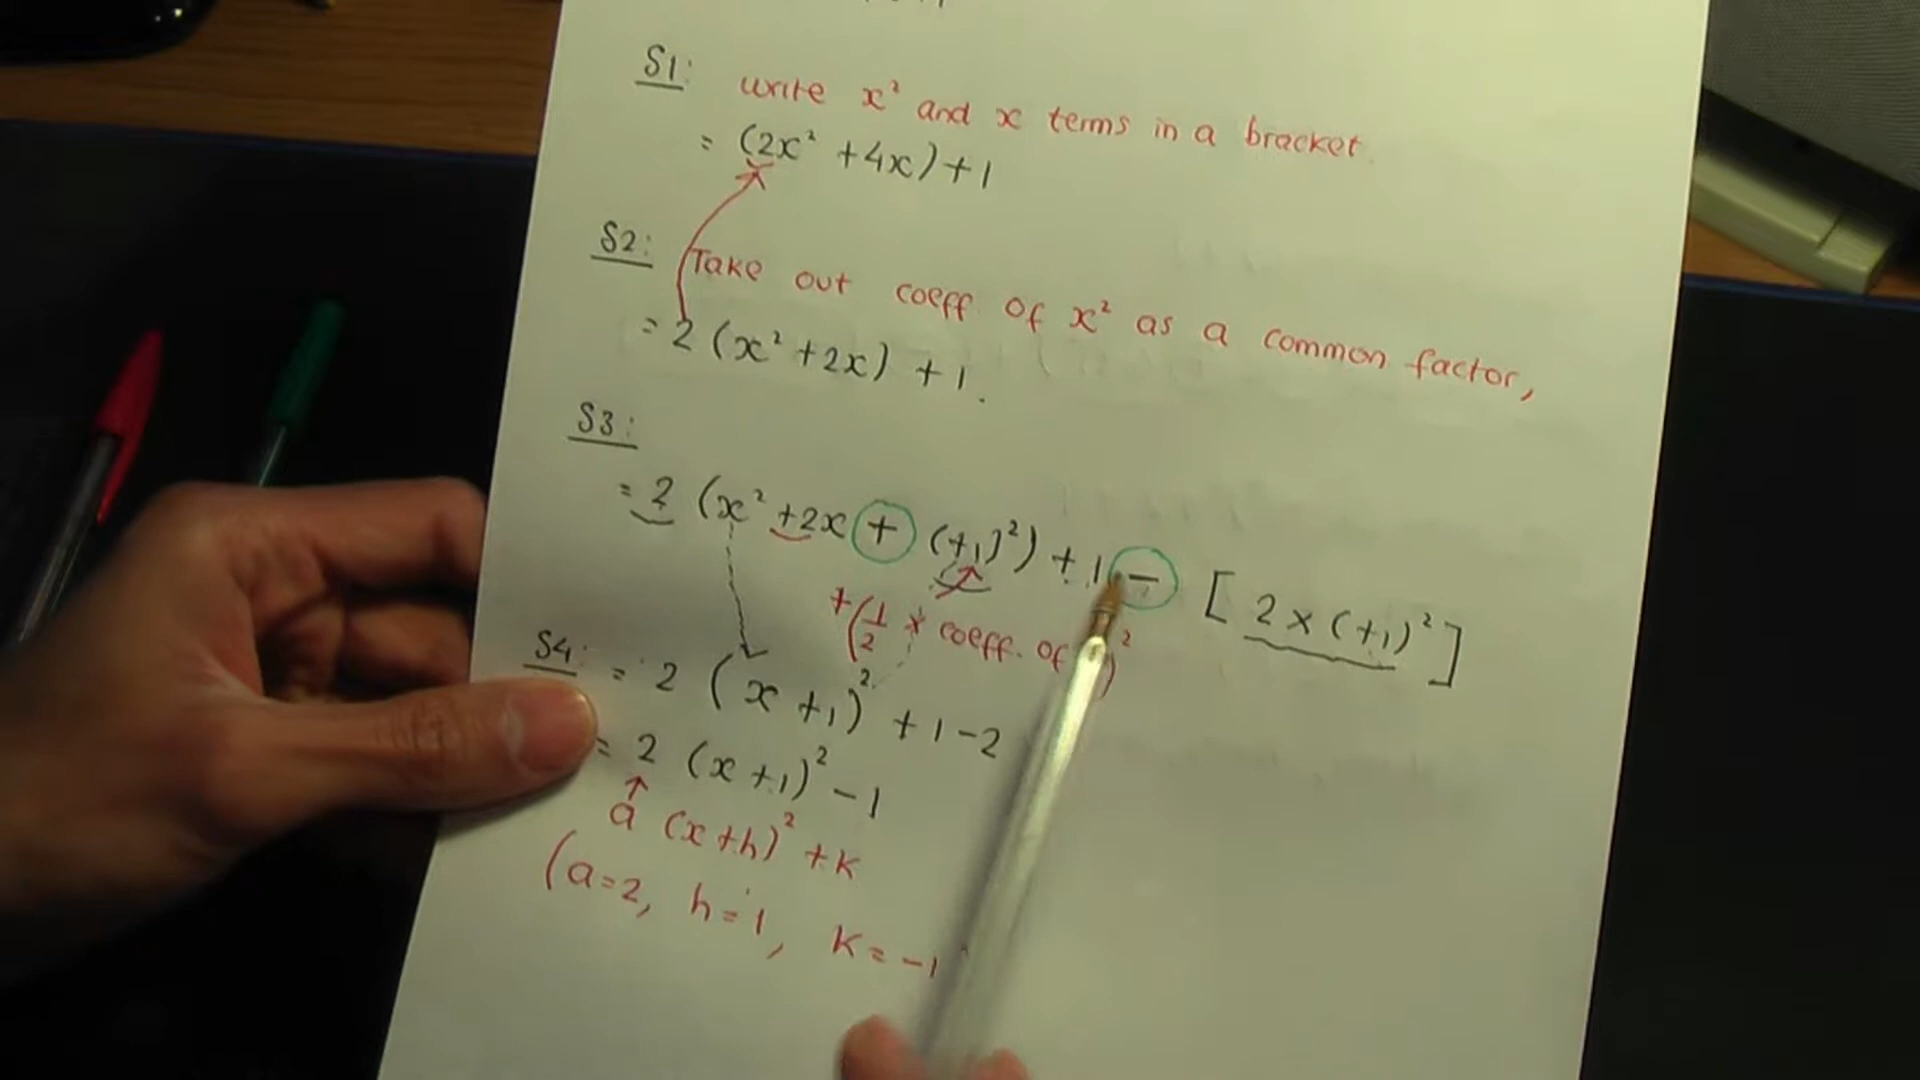 S1: write x² and x terms in a bracket.
= (2x² +4x)+1
S2: Take out coeff of x² as a common factor,
= 2 (x² +2x) +1.
S3:
= 2 (x² +2x + (+1)²) +1 - [2×(+1)²]
+(1/2 * coeff. of )²
S4: = 2 (x +1)² +1-2
= 2 (x +1)² -1
a (x+h)² +k
(a=2, h=1, k=-1